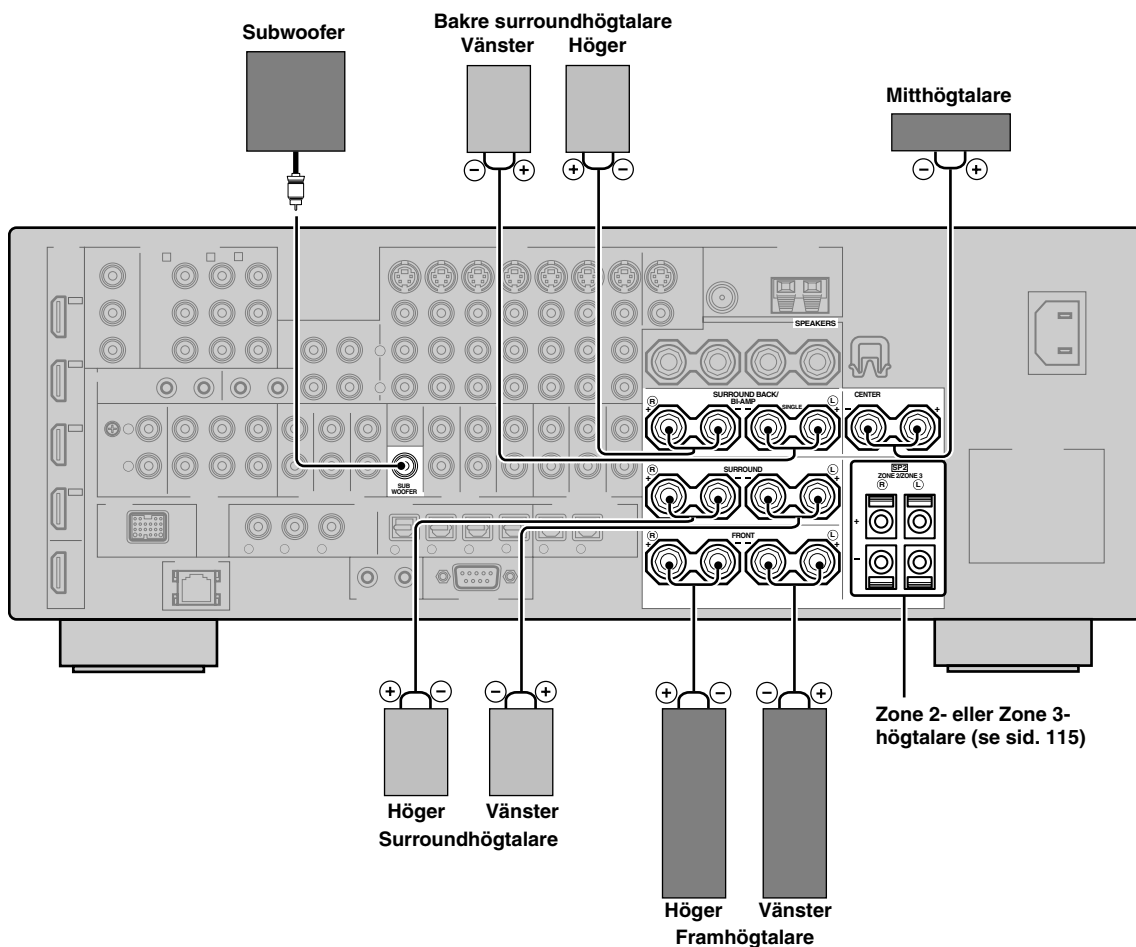 Bakre surroundhögtalare
Subwoofer
Vänster Höger
Mitthögtalare
− + + −
− +
SPEAKERS
R SURROUND BACK/ L CENTER
BI-AMP SINGLE
+ − − + − +
R SURROUND L
+ − − +
SP2
ZONE 2/ZONE 3
R L
+
−
SUB
WOOFER
R FRONT L
+ − − +
+ − − +
+ − − +
Zone 2- eller Zone 3-
högtalare (se sid. 115)
Höger Vänster
Surroundhögtalare
Höger Vänster
Framhögtalare